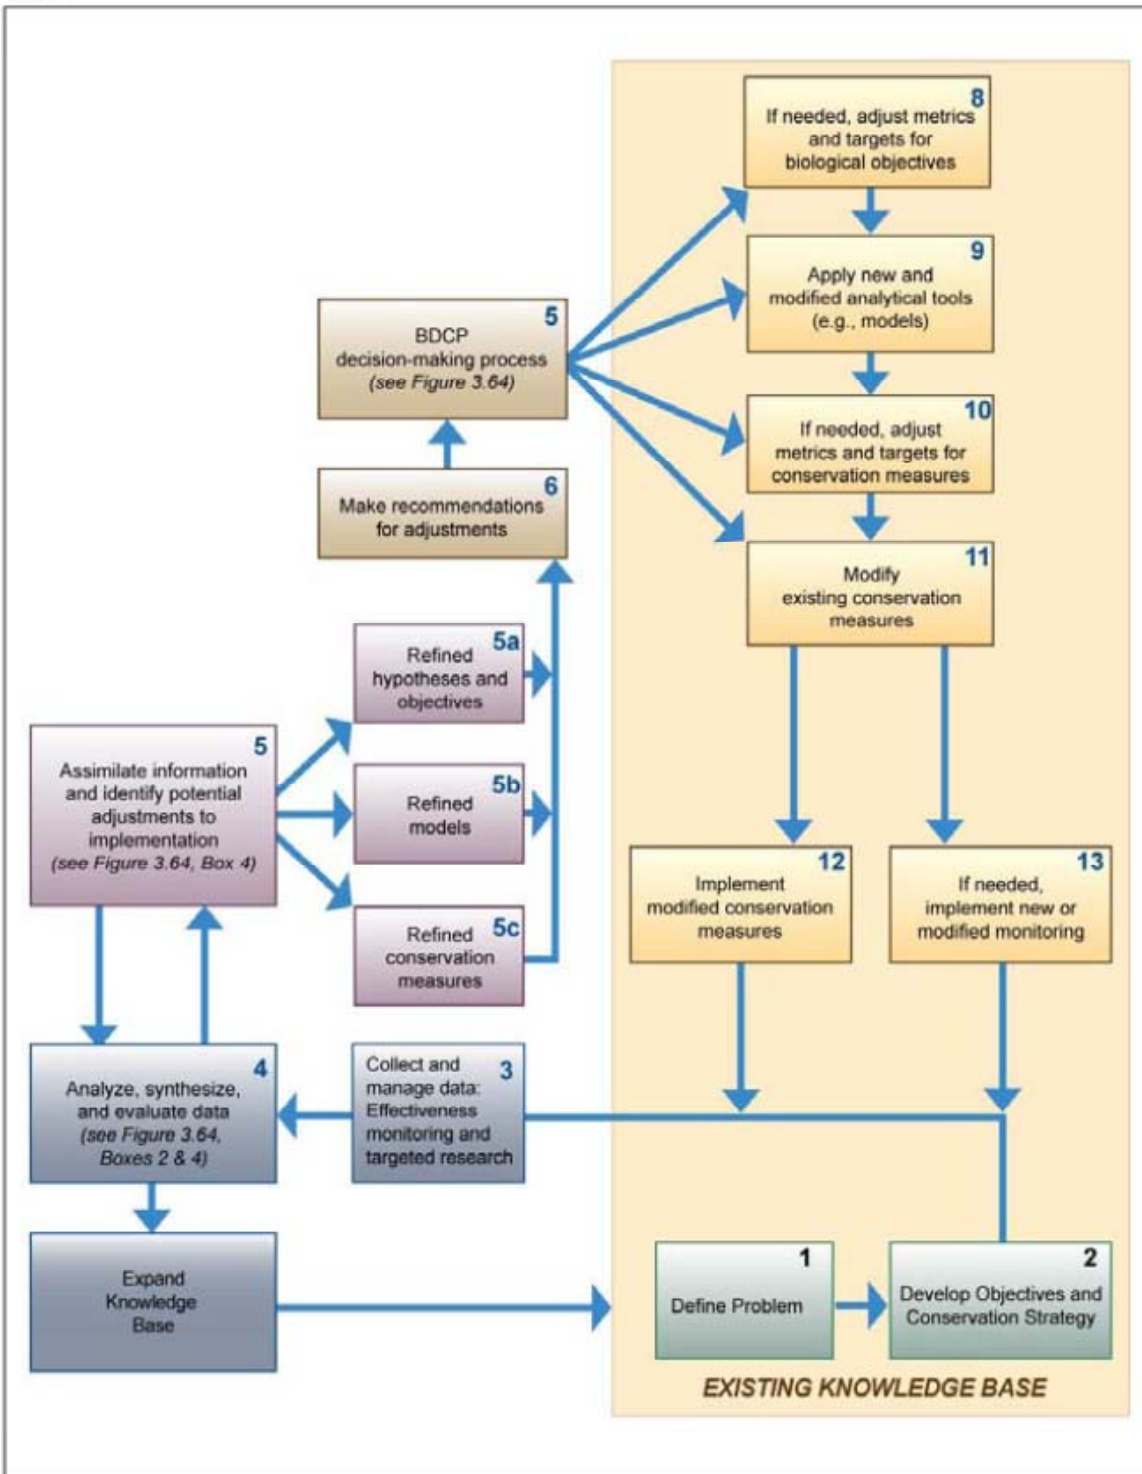 8
If needed, adjust metrics
and targets for
biological objectives
9
Apply new and
modified analytical tools
(e.g., models)
5
BDCP
decision-making process
(see Figure 3.64)
10
If needed, adjust
metrics and targets for
conservation measures
6
Make recommendations
for adjustments
11
Modify
existing conservation
measures
5a
Refined
hypotheses and
objectives
5
Assimilate information
and identify potential
adjustments to
implementation
(see Figure 3.64, Box 4)
5b
Refined
models
5c
Refined
conservation
measures
12
Implement
modified conservation
measures
13
If needed,
implement new or
modified monitoring
4
Analyze, synthesize,
and evaluate data
(see Figure 3.64,
Boxes 2 & 4)
3
Collect and
manage data:
Effectiveness
monitoring and
targeted research
Expand
Knowledge
Base
1
Define Problem
2
Develop Objectives and
Conservation Strategy
EXISTING KNOWLEDGE BASE